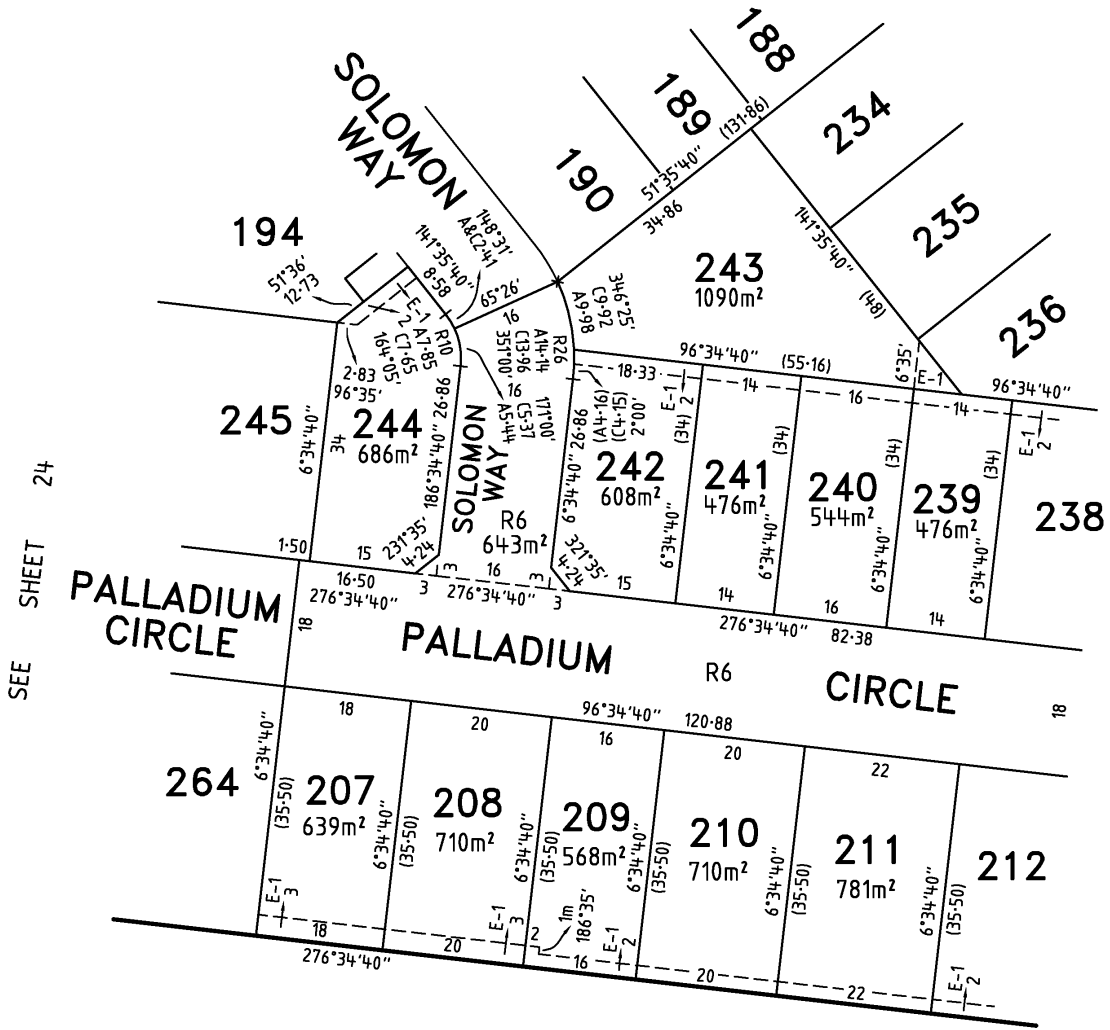 188
189
(131·86)
234
SOLOMON
WAY
190
51°35'40"
34·86
235
194
148°31'
A&C2·41
141°35'40"
8·58
141°35'40"
(48)
243
1090m²
236
51°36'
12·73
65°26'
16
346°25'
C9·92
A9·98
E-1
2
R10
A7·85
C7·65
164°05'
R26
A14·14
C13·96
351°00'
96°34'40"
(55·16)
6°35'
E-1
96°34'40"
2·83
96°35'
16
171°00'
C5·37
A5·44
18·33
E-1
2
14
16
14
E-1
2
(A4·16)
(C4·15)
2°00'
245
6°34'40"
34
244
686m²
186°34'40" 26·86
SOLOMON
WAY
6°34'40" 26·86
242
608m²
(34)
6°34'40"
241
476m²
(34)
6°34'40"
240
544m²
(34)
6°34'40"
239
476m²
(34)
6°34'40"
238
SEE SHEET 24
R6
643m²
231°35'
4·24
321°35'
4·24
1·50
15
16·50
276°34'40"
3
3
16
276°34'40"
3
3
15
14
16
14
276°34'40"
82·38
PALLADIUM
CIRCLE
18
PALLADIUM
R6
CIRCLE
18
96°34'40"
120·88
18
20
16
20
22
264
6°34'40"
(35·50)
207
639m²
6°34'40"
(35·50)
208
710m²
6°34'40"
(35·50)
209
568m²
6°34'40"
(35·50)
210
710m²
6°34'40"
(35·50)
211
781m²
6°34'40"
(35·50)
212
E-1
3
18
20
E-1
3
2
1m
186°35'
16
E-1
2
20
22
E-1
2
276°34'40"